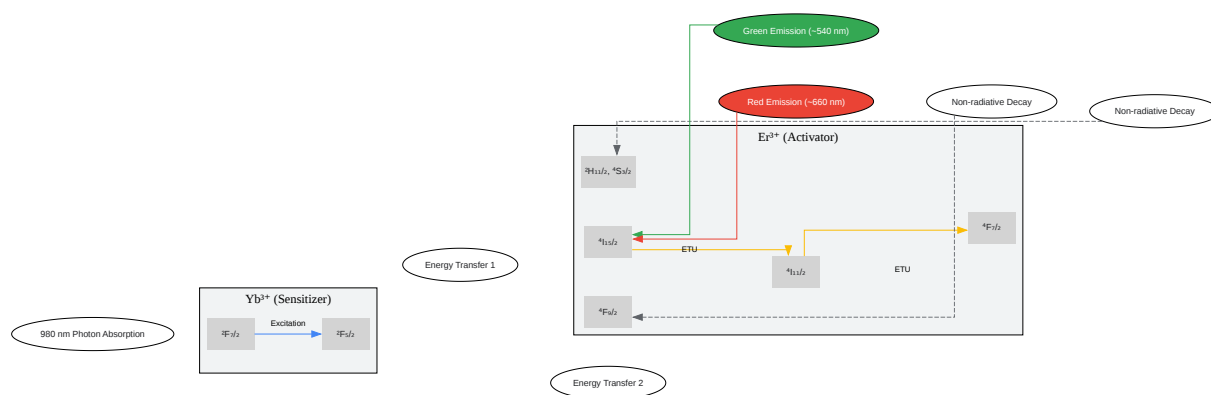 Green Emission (~540 nm)
Red Emission (~660 nm)
Non-radiative Decay
Non-radiative Decay
Er³⁺ (Activator)
²H₁₁/₂, ⁴S₃/₂
⁴I₁₅/₂
ETU
⁴F₇/₂
Energy Transfer 1
⁴I₁₁/₂
ETU
Yb³⁺ (Sensitizer)
⁴F₉/₂
Excitation
980 nm Photon Absorption
²F₇/₂
²F₅/₂
Energy Transfer 2